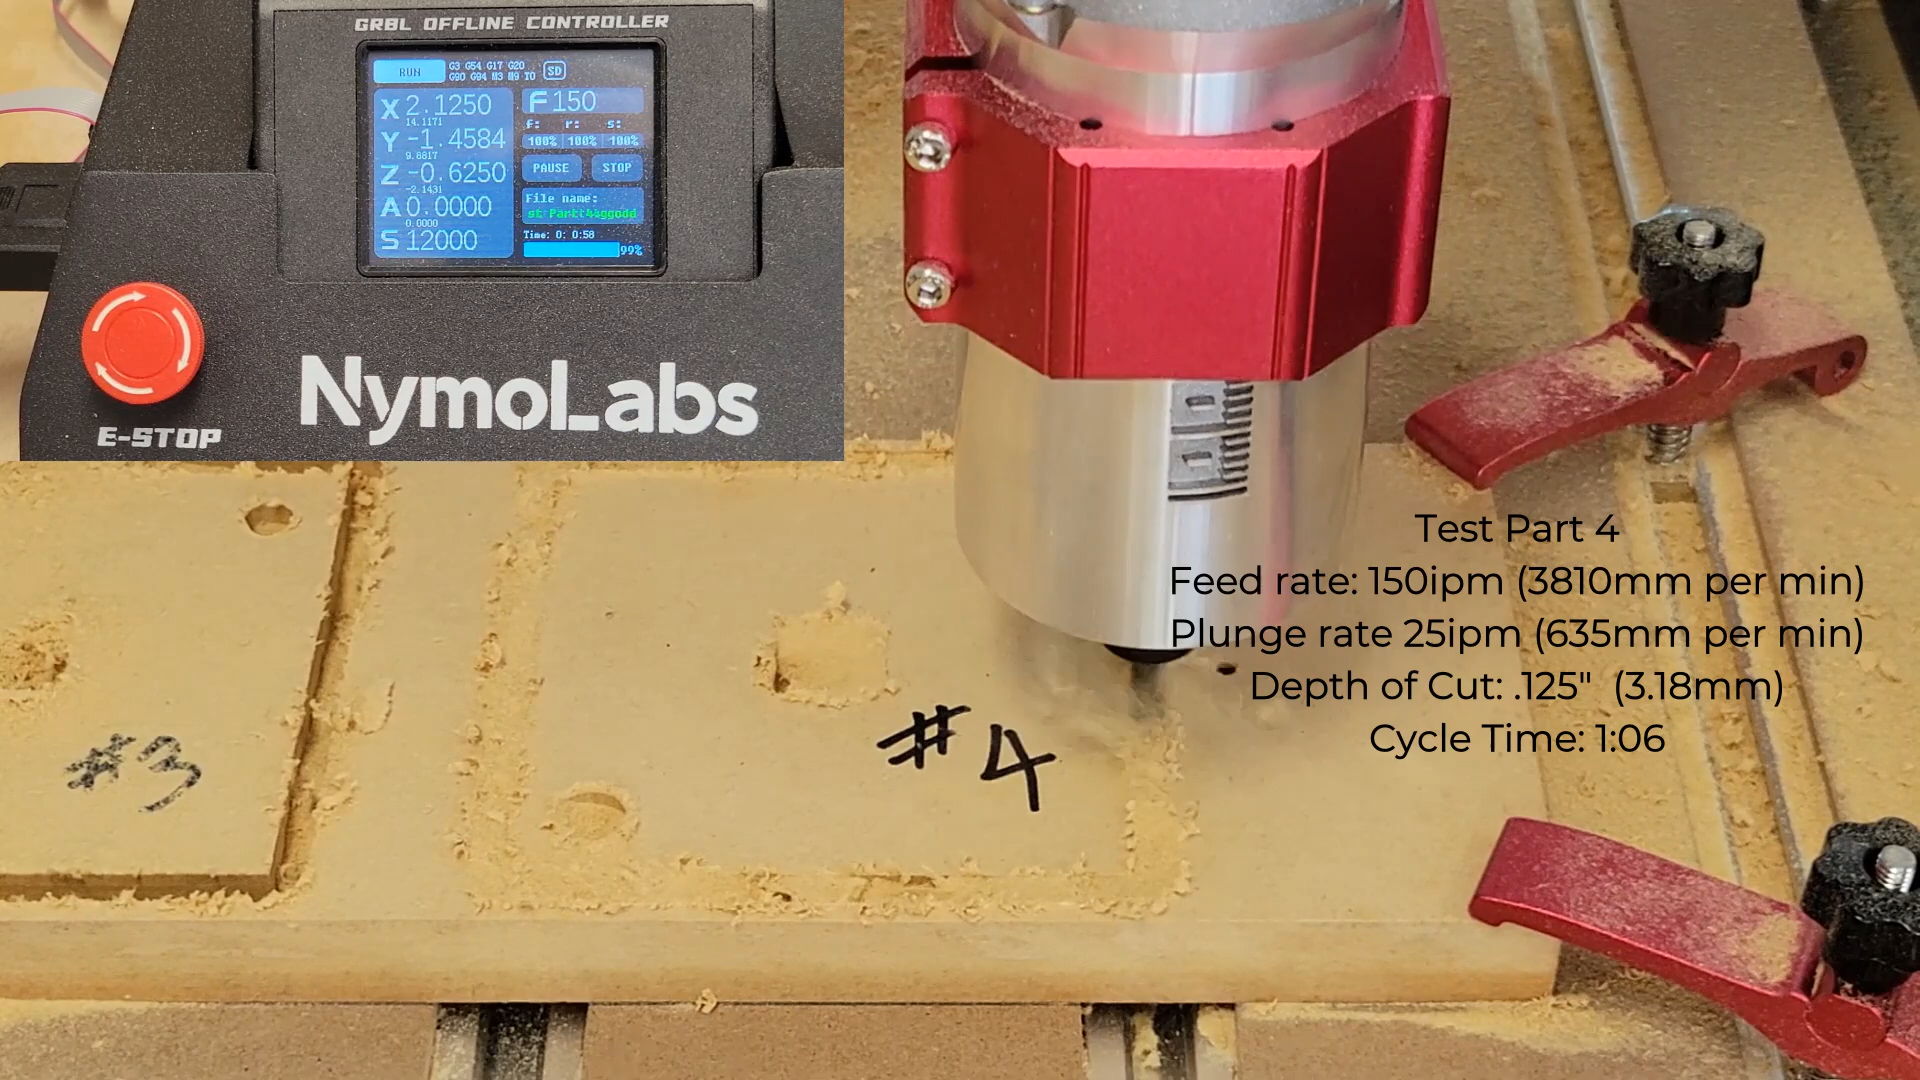 GRBL OFFLINE CONTROLLER
RUN
G3 G54 G17 G20
G90 G94 M3 M9 T0
SD
X 2.1250
14.1171
Y -1.4584
9.8817
Z -0.6250
-2.1431
A 0.0000
0.0000
S 12000
F 150
f: r: s:
100% 100% 100%
PAUSE STOP
File name:
st Part
Time: 0: 0:58
99%
E-STOP
NymoLabs
#3
#4
Test Part 4
Feed rate: 150ipm (3810mm per min)
Plunge rate 25ipm (635mm per min)
Depth of Cut: .125" (3.18mm)
Cycle Time: 1:06